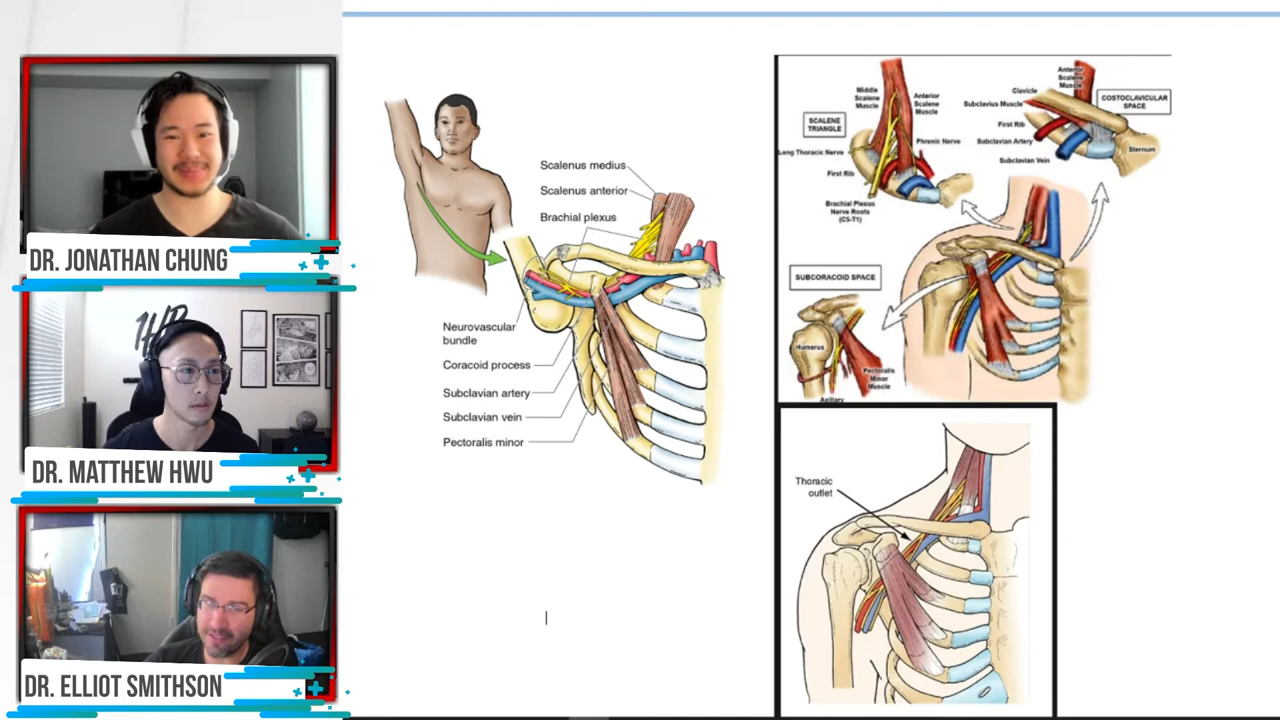 DR. JONATHAN CHUNG
1HP
DR. MATTHEW HWU
DR. ELLIOT SMITHSON
Scalenus medius
Scalenus anterior
Brachial plexus
Neurovascular
bundle
Coracoid process
Subclavian artery
Subclavian vein
Pectoralis minor
Middle
Scalene
Muscle
Anterior
Scalene
Muscle
SCALENE
TRIANGLE
Phrenic Nerve
Long Thoracic Nerve
First Rib
Brachial Plexus
Nerve Roots
(C5-T1)
Anterior
Scalene
Muscle
Clavicle
Subclavius Muscle
COSTOCLAVICULAR
SPACE
First Rib
Subclavian Artery
Sternum
Subclavian Vein
SUBCORACOID SPACE
Humerus
Pectoralis
Minor
Muscle
Axillary
Thoracic
outlet